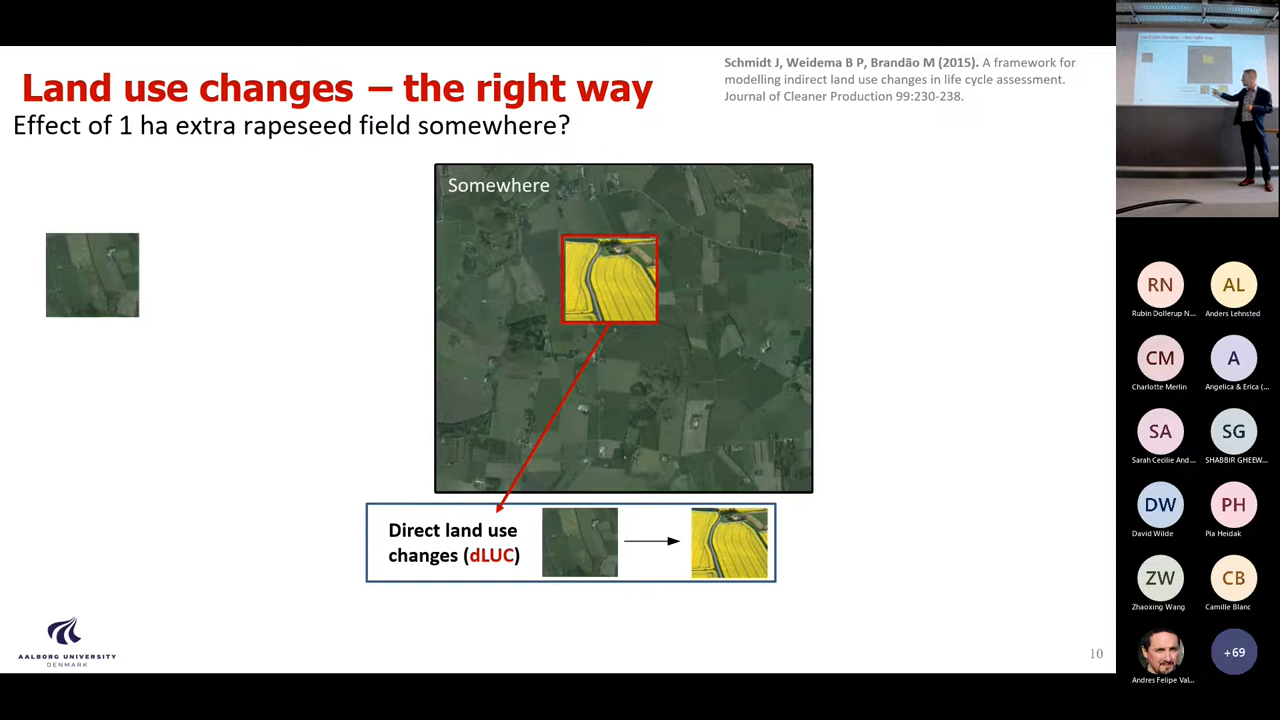 Land use changes – the right way
Effect of 1 ha extra rapeseed field somewhere?
Schmidt J, Weidema B P, Brandão M (2015). A framework for
modelling indirect land use changes in life cycle assessment.
Journal of Cleaner Production 99:230-238.
Somewhere
Direct land use
changes (dLUC)
AALBORG UNIVERSITY
DENMARK
10
RN
Rubin Dollerup N...
AL
Anders Lehnsted
CM
Charlotte Merlin
A
Angelica & Erica (...
SA
Sarah Cecilie And...
SG
SHABBIR GHEEW...
DW
David Wilde
PH
Pia Heidak
ZW
Zhaoxing Wang
CB
Camille Blanc
Andres Felipe Val...
+69